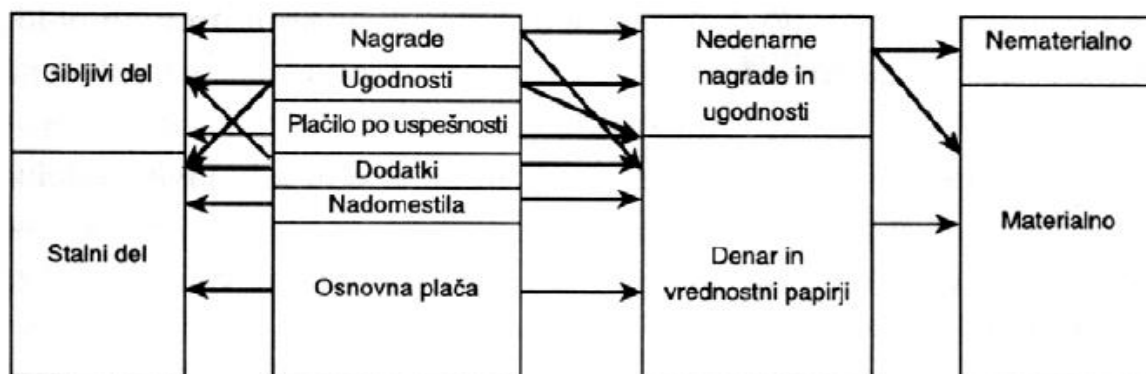 Gibljivi del
Stalni del
Nagrade
Ugodnosti
Plačilo po uspešnosti
Dodatki
Nadomestila
Osnovna plača
Nedenarne
nagrade in
ugodnosti
Denar in
vrednostni papirji
Nematerialno
Materialno